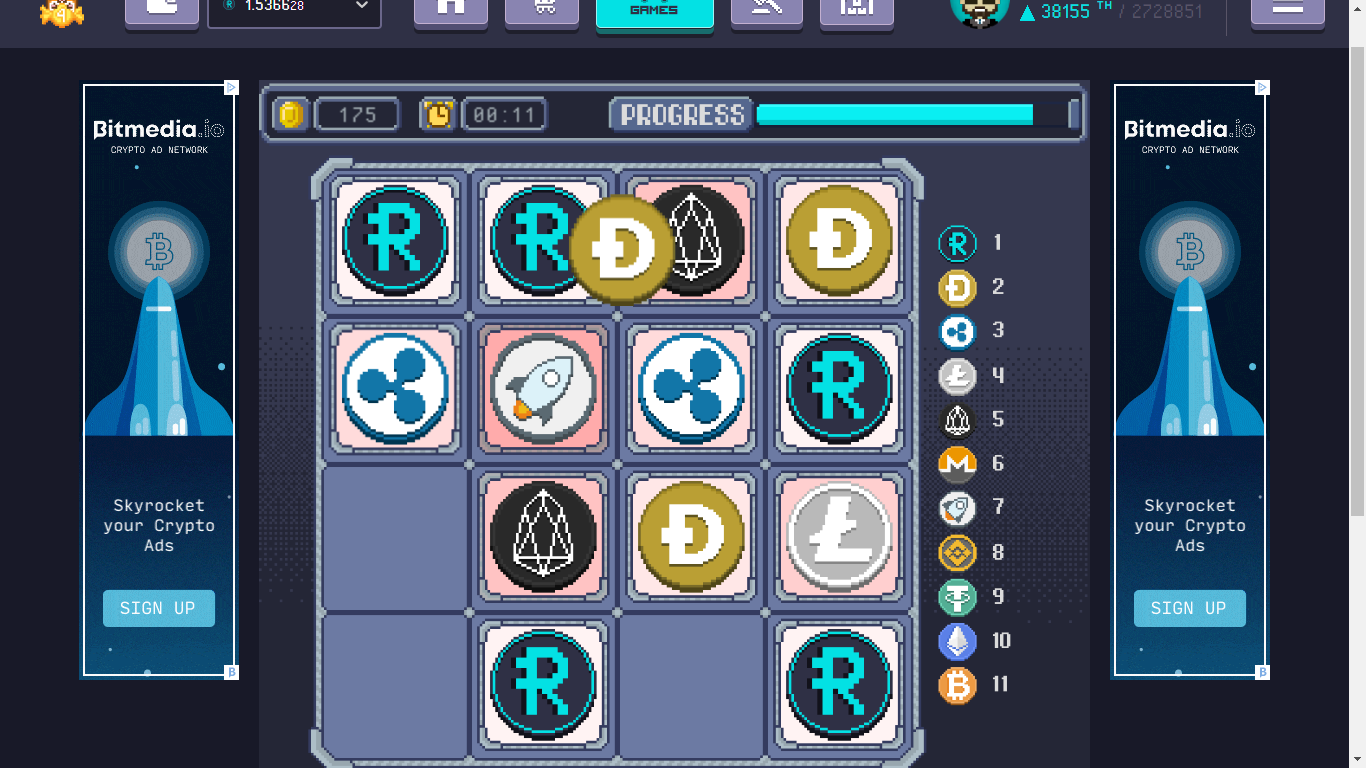 1.536628
GAMES
38155 TH / 2728851
Bitmedia.io
CRYPTO AD NETWORK
Skyrocket
your Crypto
Ads
SIGN UP
175
00:11
PROGRESS
1
2
3
4
5
6
7
8
9
10
11
Bitmedia.io
CRYPTO AD NETWORK
Skyrocket
your Crypto
Ads
SIGN UP